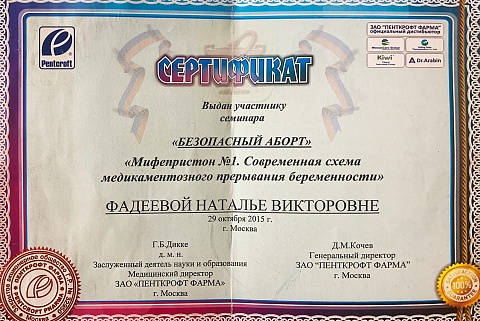 Pentcroft
ЗАО "ПЕНТКРОФТ ФАРМА"
официальный дистрибьютер
Kiwi
Dr.Arabin
СЕРТИФИКАТ
Выдан участнику
семинара
«БЕЗОПАСНЫЙ АБОРТ»
«Мифепристон №1. Современная схема
медикаментозного прерывания беременности»
ФАДЕЕВОЙ НАТАЛЬЕ ВИКТОРОВНЕ
29 октября 2015 г.
г. Москва
Г.Б.Дикке
д. м. н.
Заслуженный деятель науки и образования
Медицинский директор
ЗАО «ПЕНТКРОФТ ФАРМА»
г. Москва
Д.М.Кочев
Генеральный директор
ЗАО "ПЕНТКРОФТ ФАРМА"
г. Москва
100%